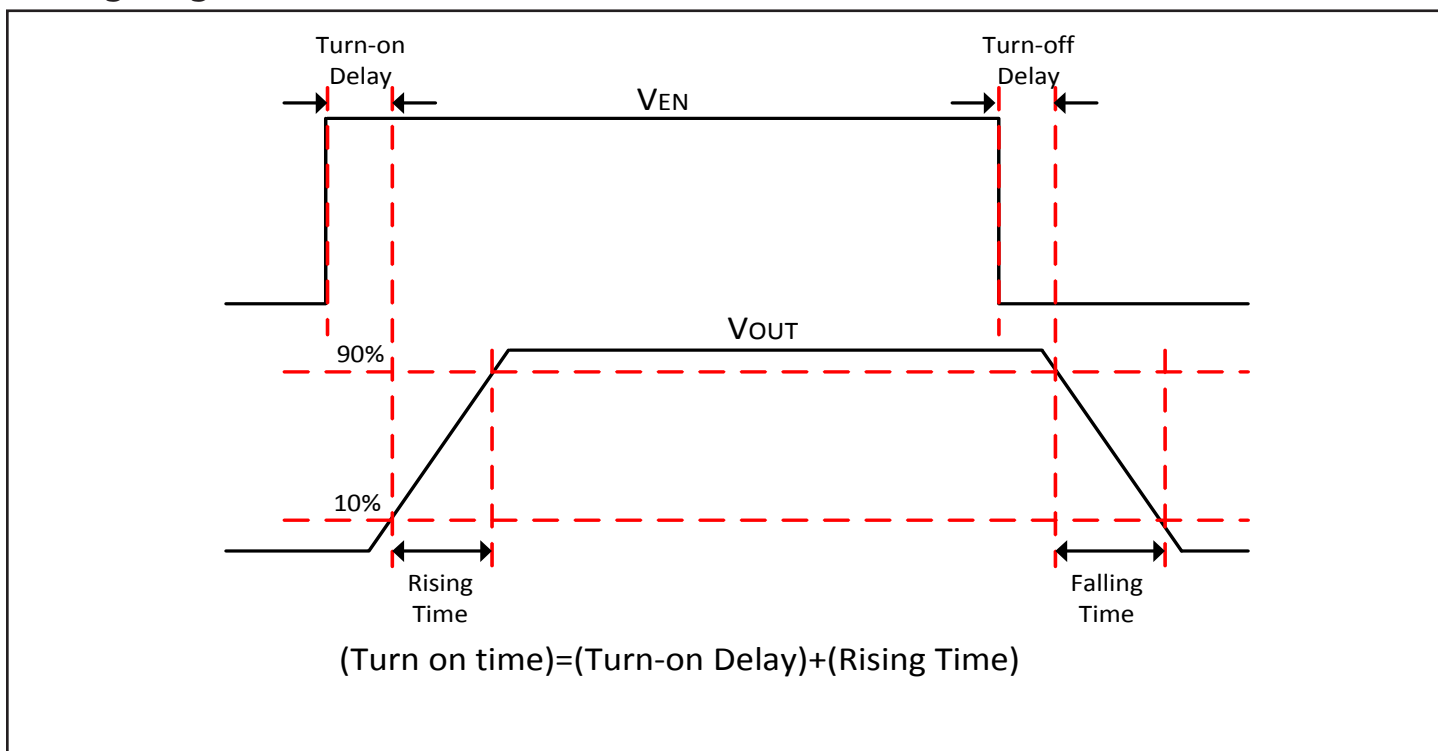 Turn-on
Delay
Turn-off
Delay
VEN
VOUT
90%
10%
Rising
Time
Falling
Time
(Turn on time)=(Turn-on Delay)+(Rising Time)